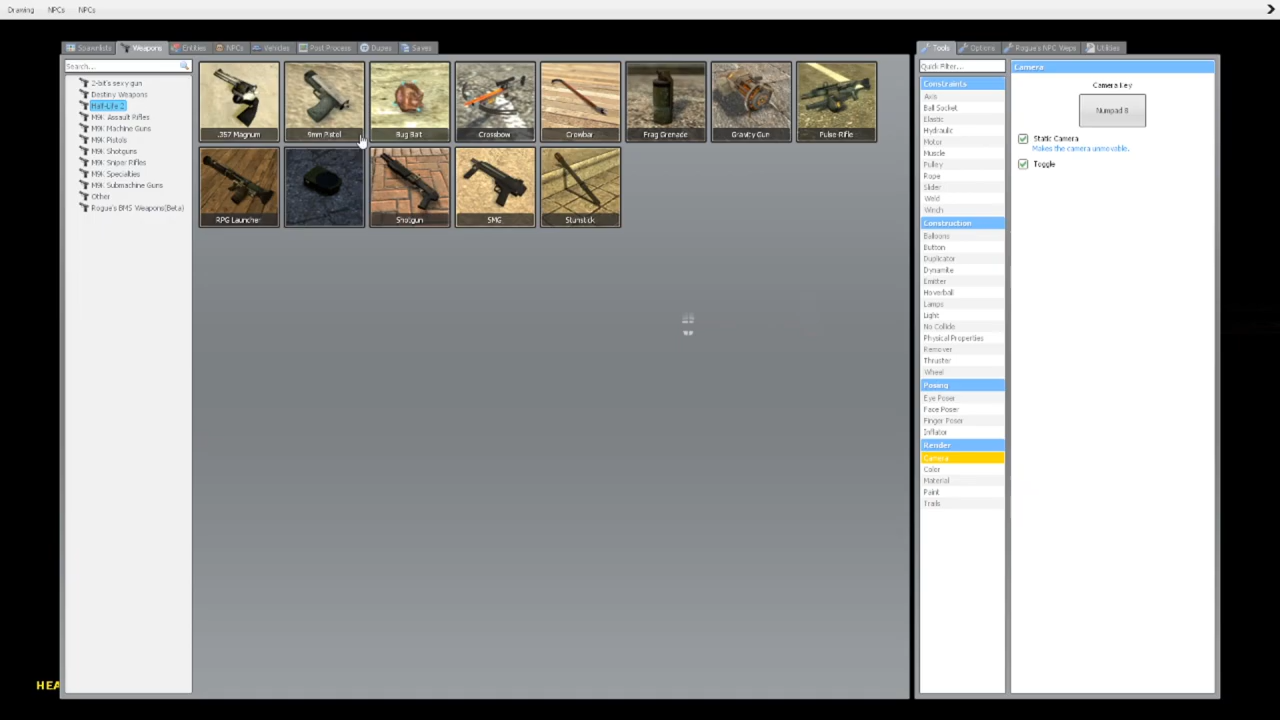 Drawing NPCs NPCs
Spawnlists Weapons Entities NPCs Vehicles Post Process Dupes Saves
Tools Options Rogue's NPC Weps Utilities
Search...
2-bit's sexy gun
Destiny Weapons
Half-Life 2
M9K Assault Rifles
M9K Machine Guns
M9K Pistols
M9K Shotguns
M9K Sniper Rifles
M9K Specialties
M9K Submachine Guns
Other
Rogue's BMS Weapons(Beta)
.357 Magnum
9mm Pistol
Bug Bait
Crossbow
Crowbar
Frag Grenade
Gravity Gun
Pulse-Rifle
RPG Launcher
Shotgun
SMG
Stunstick
Quick Filter...
Constraints
Axis
Ball Socket
Elastic
Hydraulic
Motor
Muscle
Pulley
Rope
Slider
Weld
Winch
Construction
Balloons
Button
Duplicator
Dynamite
Emitter
Hoverball
Lamps
Light
No Collide
Physical Properties
Remover
Thruster
Wheel
Posing
Eye Poser
Face Poser
Finger Poser
Inflator
Render
Camera
Color
Material
Paint
Trails
Camera
Camera Key
Numpad 8
Static Camera
Makes the camera unmovable.
Toggle
HEA